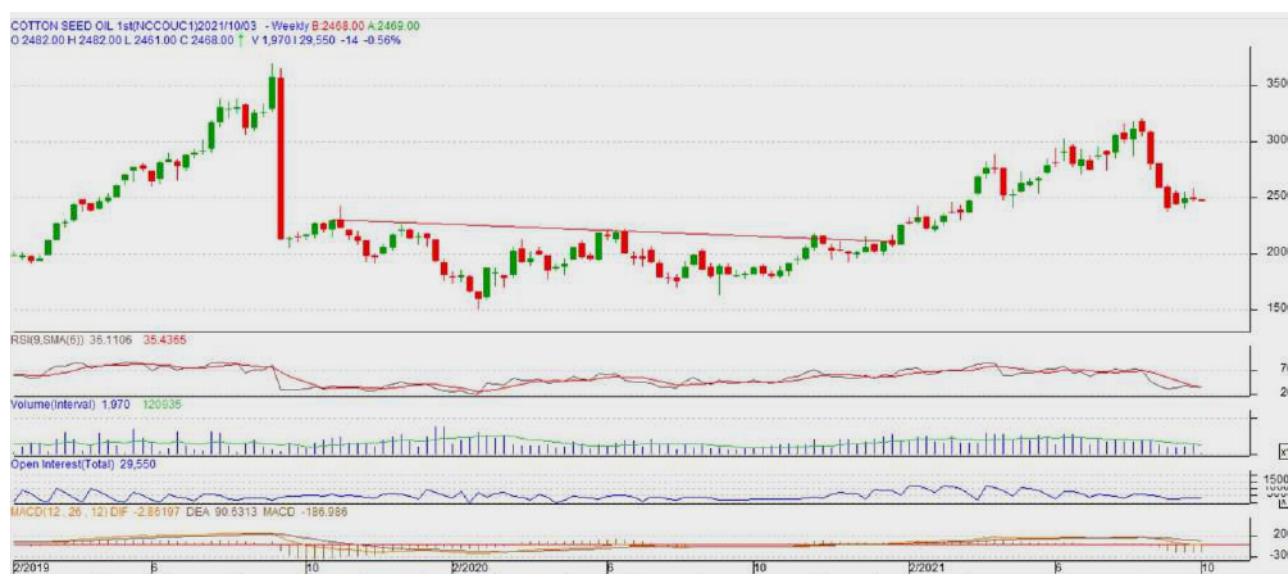 COTTON SEED OIL 1st(NCCOUC1)2021/10/03 - Weekly B:2468.00 A:2469.00
O 2482.00 H 2482.00 L 2461.00 C 2468.00 ↑ V 1,970 I 29,550 -14 -0.56%
3500
3000
2500
2000
1500
RSI(9,SMA(6)) 35.1106 35.4365
Volume(Interval) 1,970 120935
Open Interest(Total) 29,550
MACD(12 , 26 , 12) DIF -2.86197 DEA 90.6313 MACD -186.986
2/2019 6 10 2/2020 6 10 2/2021 6 10